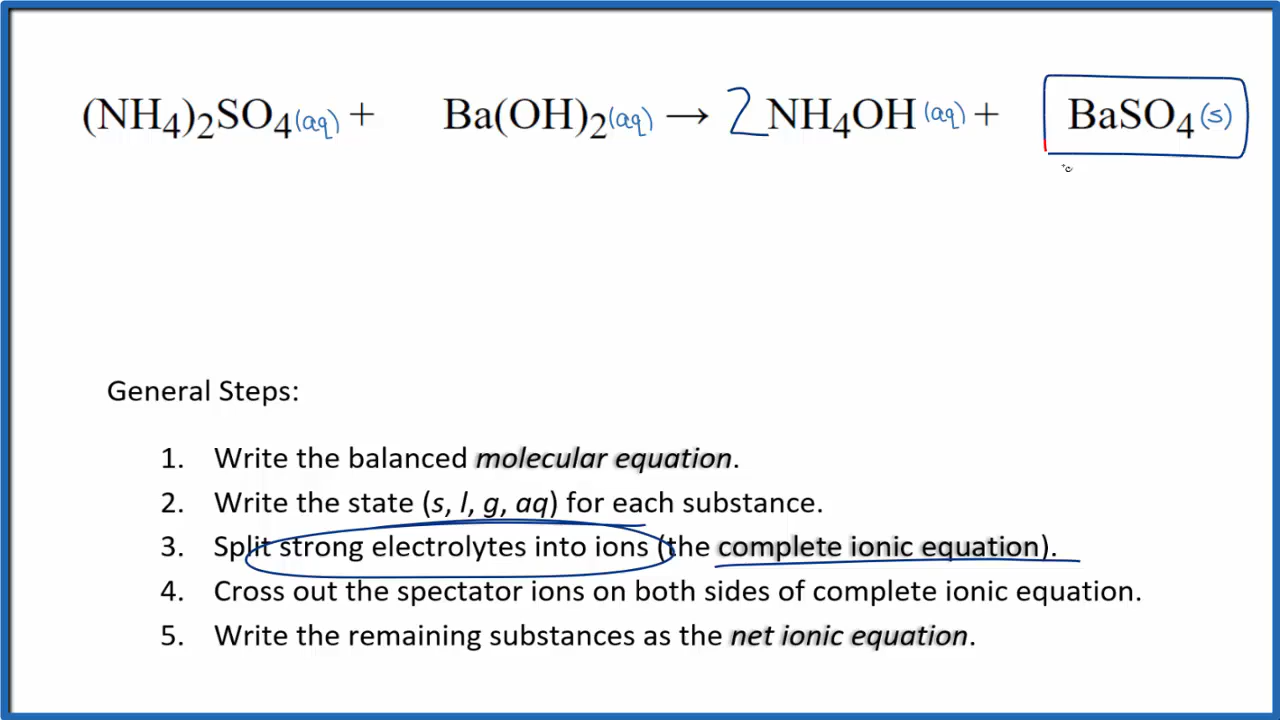 (NH₄)₂SO₄(aq) + Ba(OH)₂(aq) → 2 NH₄OH (aq) + BaSO₄(s)
General Steps:
1. Write the balanced molecular equation.
2. Write the state (s, l, g, aq) for each substance.
3. Split strong electrolytes into ions (the complete ionic equation).
4. Cross out the spectator ions on both sides of complete ionic equation.
5. Write the remaining substances as the net ionic equation.